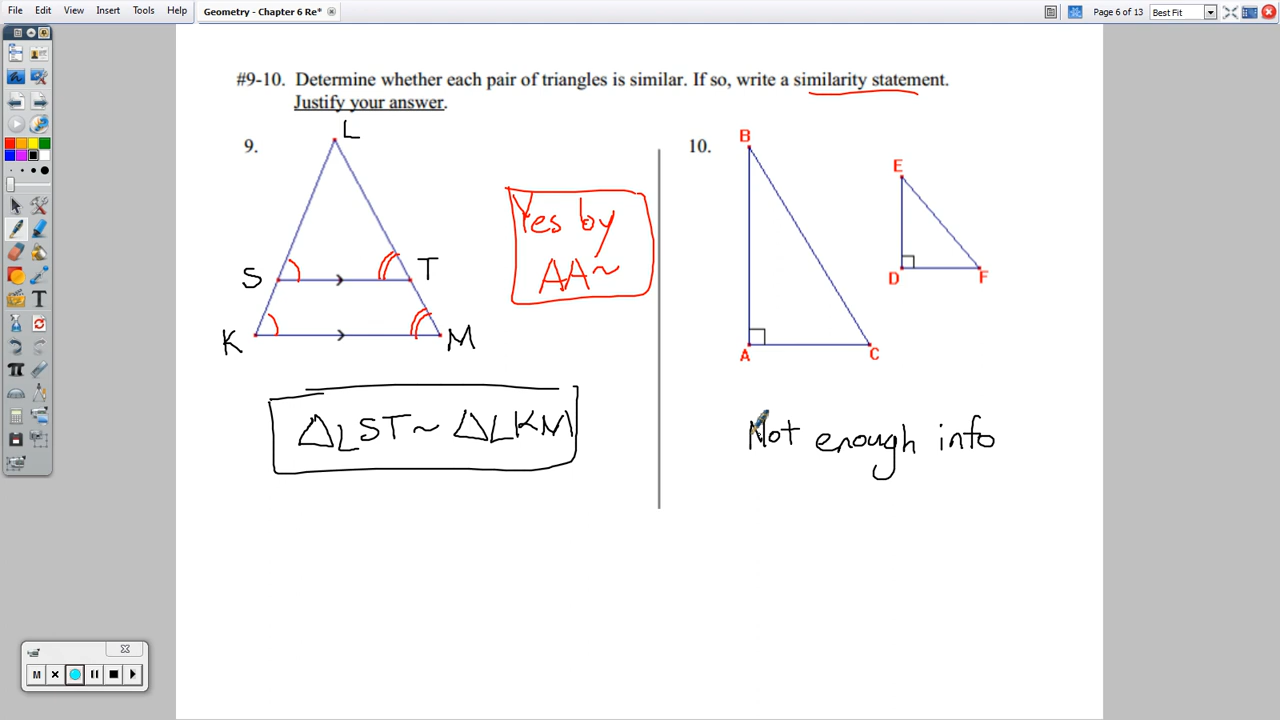 File Edit View Insert Tools Help Geometry - Chapter 6 Re* Page 6 of 13 Best Fit
#9-10. Determine whether each pair of triangles is similar. If so, write a similarity statement.
Justify your answer.
9.
L
S
T
K
M
Yes by
AA~
△LST ~ △LKM
10.
B
E
D
F
A
C
Not enough info
M